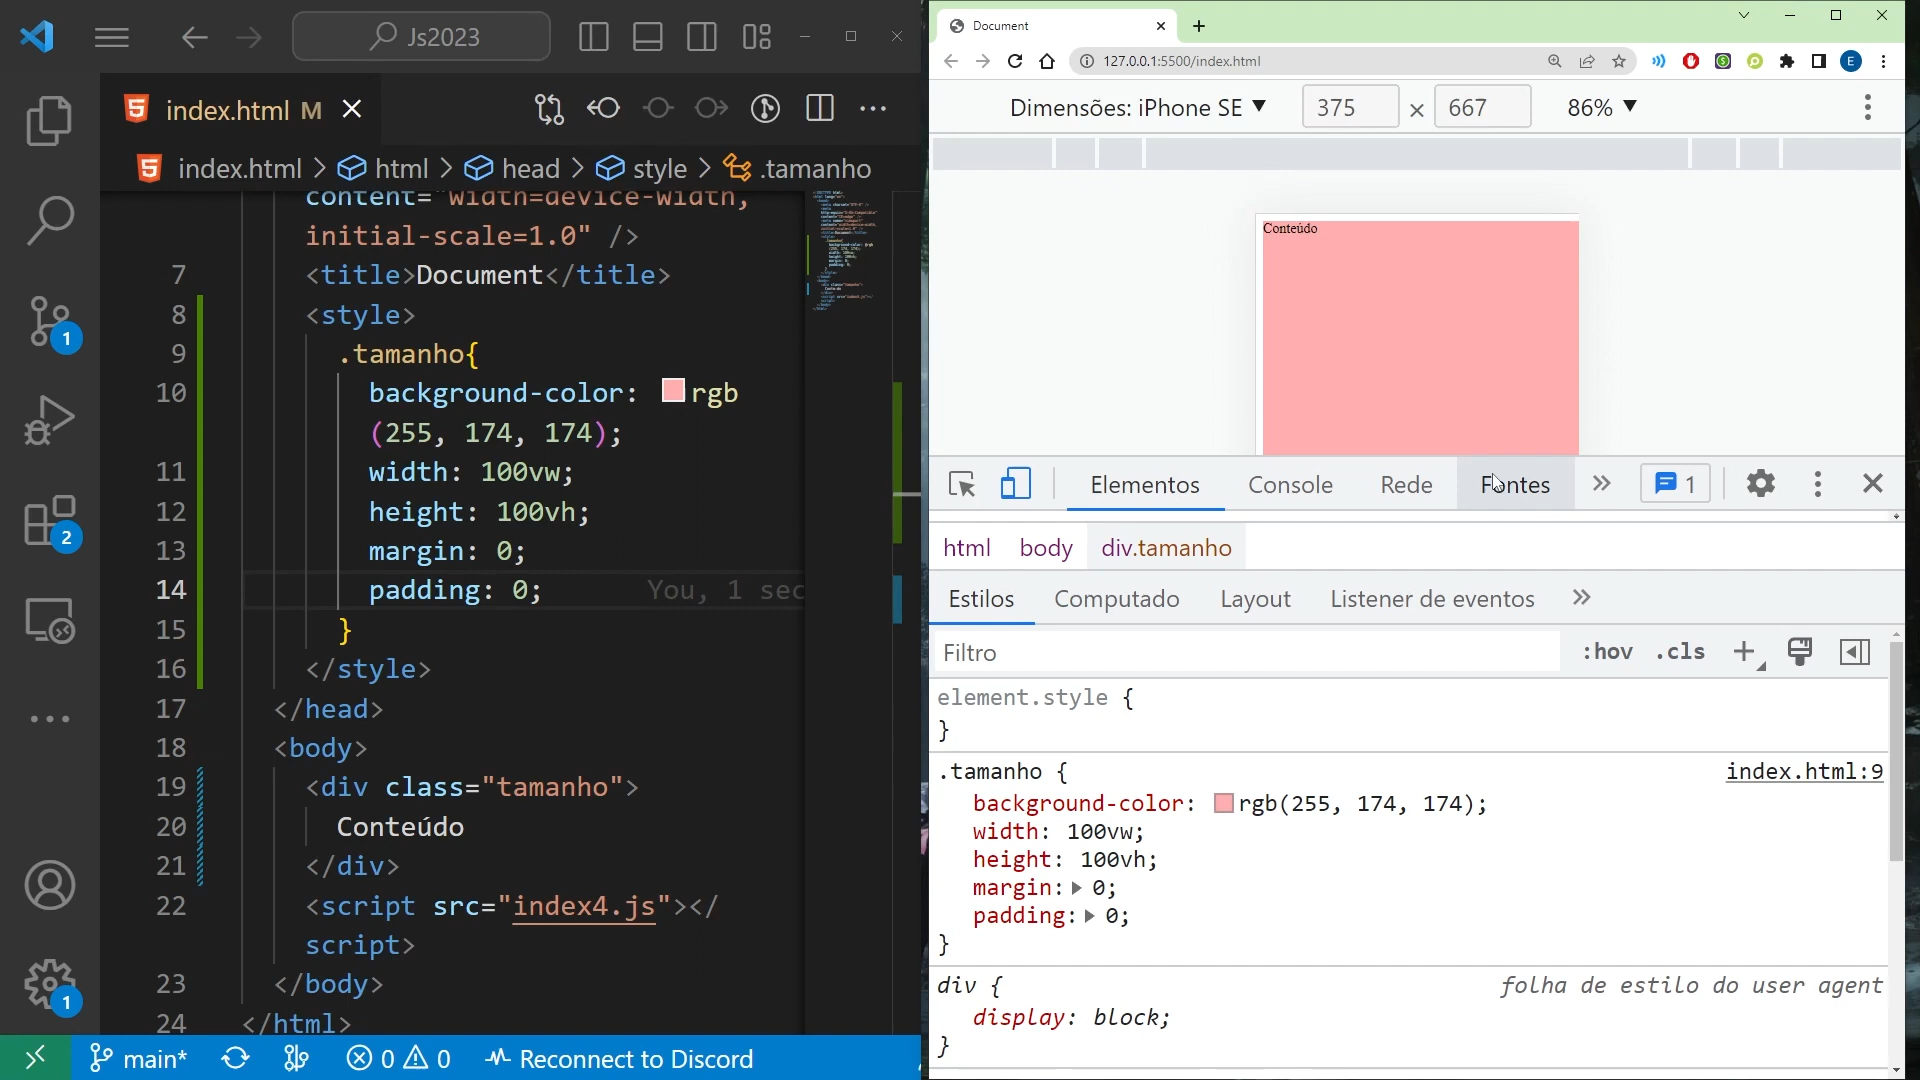 Js2023
index.html M
index.html > html > head > style > .tamanho
content="width=device-width,
initial-scale=1.0" />
7 <title>Document</title>
8 <style>
9 .tamanho{
10 background-color: rgb
(255, 174, 174);
11 width: 100vw;
12 height: 100vh;
13 margin: 0;
14 padding: 0; You, 1 sec
15 }
16 </style>
17 </head>
18 <body>
19 <div class="tamanho">
20 Conteúdo
21 </div>
22 <script src="index4.js"></
script>
23 </body>
24 </html>
1
2
1
main* 0 0 Reconnect to Discord
Document
127.0.0.1:5500/index.html
E
Dimensões: iPhone SE ▼ 375 × 667 86% ▼
Conteúdo
Elementos Console Rede Fontes 1
html body div.tamanho
Estilos Computado Layout Listener de eventos
Filtro :hov .cls
element.style {
}
.tamanho { index.html:9
background-color: rgb(255, 174, 174);
width: 100vw;
height: 100vh;
margin: 0;
padding: 0;
}
div { folha de estilo do user agent
display: block;
}